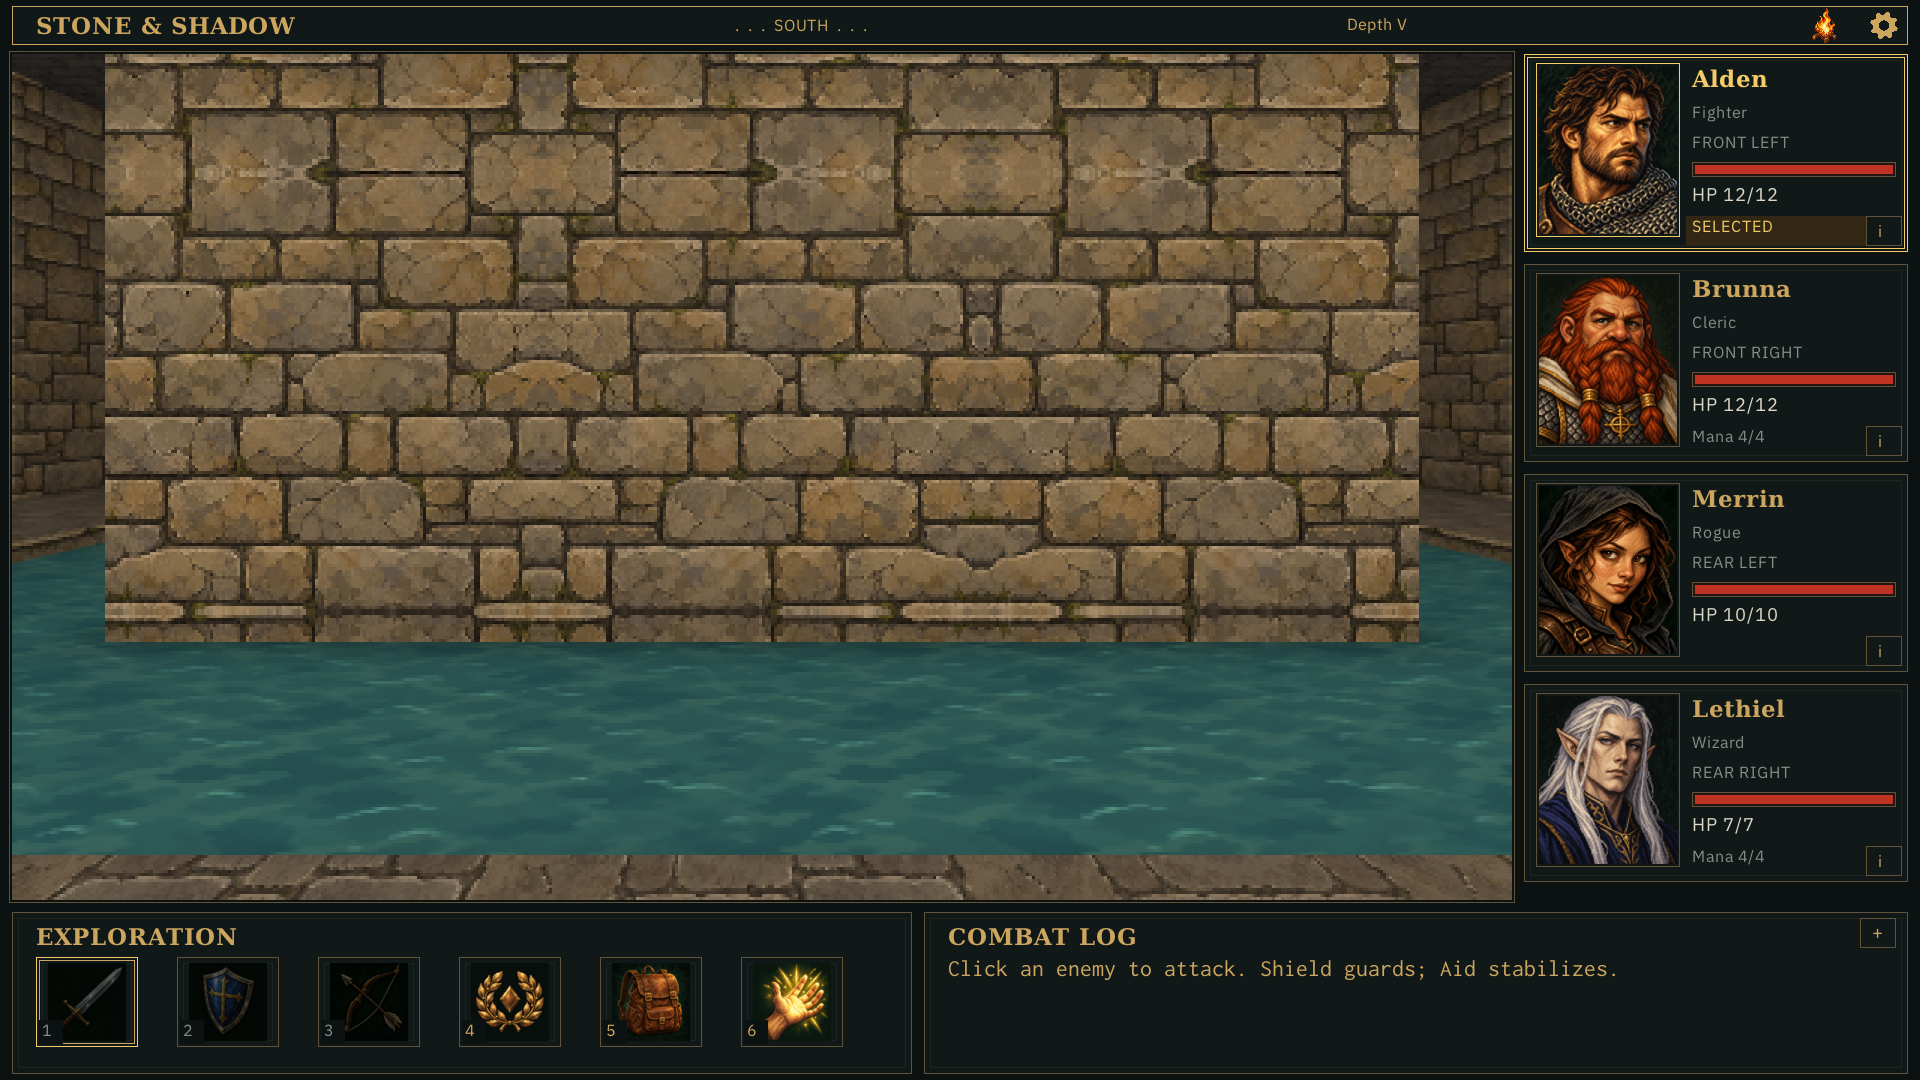 STONE & SHADOW
. . . SOUTH . . .
Depth V
Alden
Fighter
FRONT LEFT
HP 12/12
SELECTED
i
Brunna
Cleric
FRONT RIGHT
HP 12/12
Mana 4/4
i
Merrin
Rogue
REAR LEFT
HP 10/10
i
Lethiel
Wizard
REAR RIGHT
HP 7/7
Mana 4/4
i
EXPLORATION
1
2
3
4
5
6
COMBAT LOG
+
Click an enemy to attack. Shield guards; Aid stabilizes.